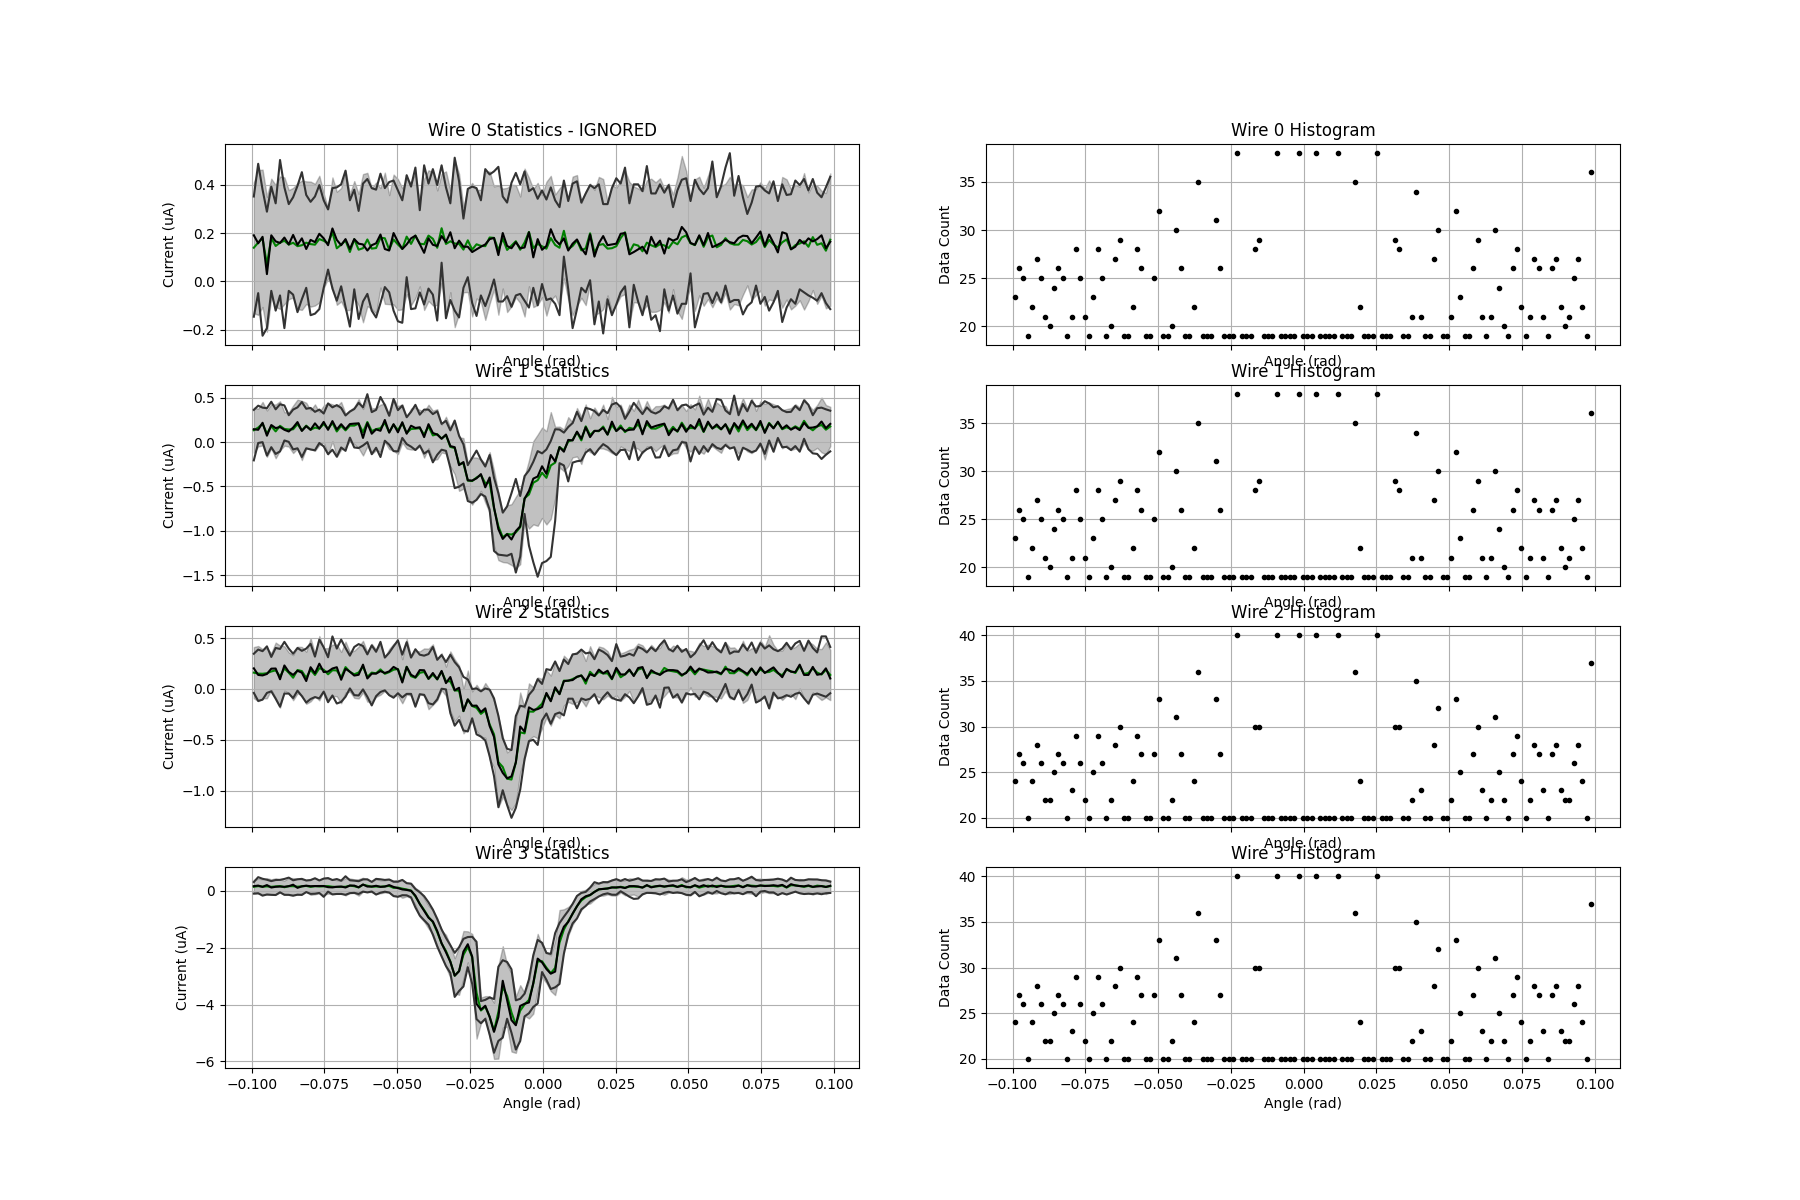 Wire 0 Statistics - IGNORED
Current (uA)
0.4
0.2
0.0
−0.2
Angle (rad)
Wire 0 Histogram
Data Count
35
30
25
20
Angle (rad)
Wire 1 Statistics
Current (uA)
0.5
0.0
−0.5
−1.0
−1.5
Angle (rad)
Wire 1 Histogram
Data Count
35
30
25
20
Angle (rad)
Wire 2 Statistics
Current (uA)
0.5
0.0
−0.5
−1.0
Angle (rad)
Wire 2 Histogram
Data Count
40
35
30
25
20
Angle (rad)
Wire 3 Statistics
Current (uA)
0
−2
−4
−6
−0.100 −0.075 −0.050 −0.025 0.000 0.025 0.050 0.075 0.100
Angle (rad)
Wire 3 Histogram
Data Count
40
35
30
25
20
−0.100 −0.075 −0.050 −0.025 0.000 0.025 0.050 0.075 0.100
Angle (rad)